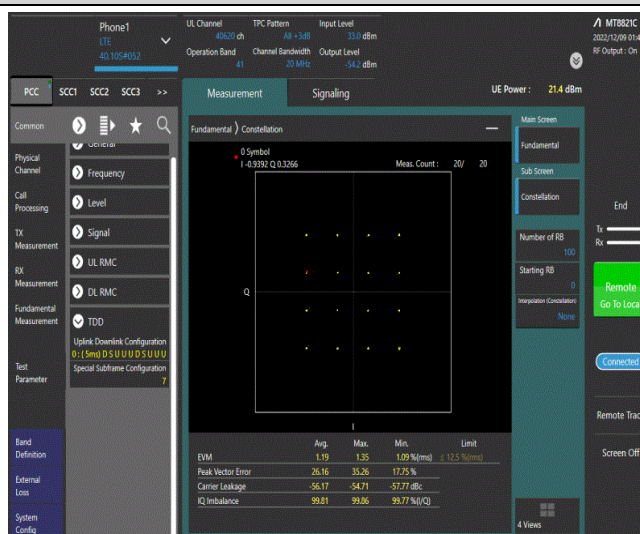 Phone1
LTE
40.10S#052
UL Channel TPC Pattern Input Level
40620 ch All +3dB 33.0 dBm
Operation Band Channel Bandwidth Output Level
41 20 MHz -54.2 dBm
MT8821C
2022/12/09 01:4
RF Output : On
PCC SCC1 SCC2 SCC3 >>
Measurement Signaling
UE Power : 21.4 dBm
Common
Physical
Channel
Call
Processing
TX
Measurement
RX
Measurement
Fundamental
Measurement
Test
Parameter
Band
Definition
External
Loss
System
Config
General
Frequency
Level
Signal
UL RMC
DL RMC
TDD
Uplink Downlink Configuration
0 : ( 5ms) D S U U U D S U U U
Special Subframe Configuration
7
Fundamental 〉 Constellation
0 Symbol
I -0.9392 Q 0.3266 Meas. Count : 20/ 20
Q
I
Avg. Max. Min. Limit
EVM 1.19 1.35 1.09 %(rms) ≤ 12.5 %(rms)
Peak Vector Error 26.16 35.26 17.75 %
Carrier Leakage -56.17 -54.71 -57.77 dBc
IQ Imbalance 99.81 99.86 99.77 %(I/Q)
Main Screen
Fundamental
Sub Screen
Constellation
Number of RB
100
Starting RB
0
Interpolation (Constellation)
None
4 Views
End
Tx
Rx
Remote
Go To Loca
Connected
Remote Trac
Screen Off